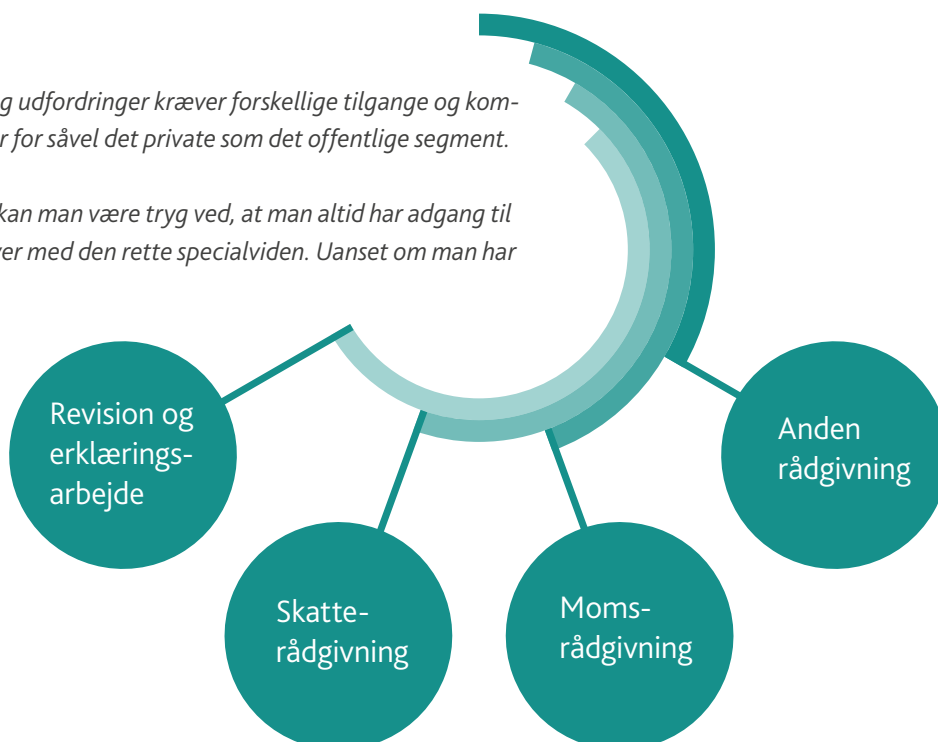 g udfordringer kræver forskellige tilgange og kom-
r for såvel det private som det offentlige segment.
kan man være tryg ved, at man altid har adgang til
er med den rette specialviden. Uanset om man har
Revision og
erklærings-
arbejde
Skatte-
rådgivning
Moms-
rådgivning
Anden
rådgivning